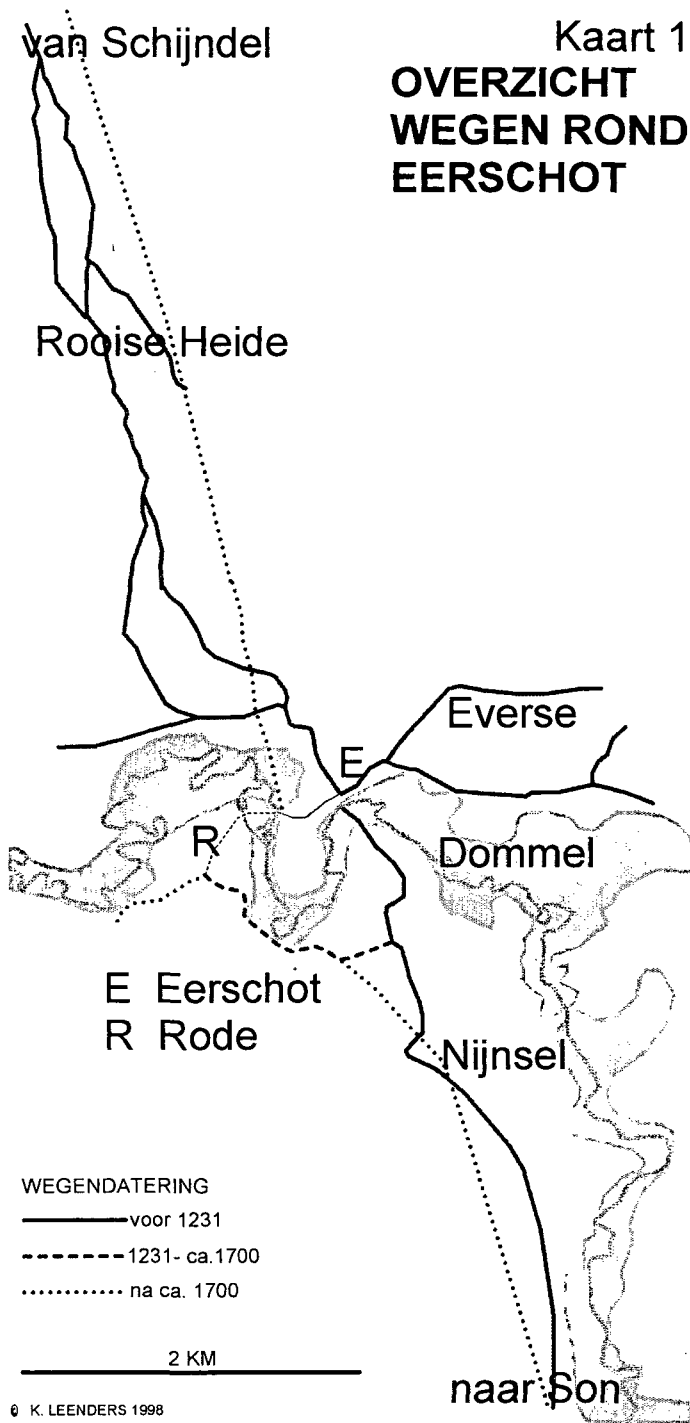 van Schijndel
Kaart 1
OVERZICHT
WEGEN ROND
EERSCHOT
Rooise Heide
Everse
E
R
Dommel
E Eerschot
R Rode
Nijnsel
WEGENDATERING
voor 1231
1231- ca.1700
na ca. 1700
2 KM
naar Son
© K. LEENDERS 1998